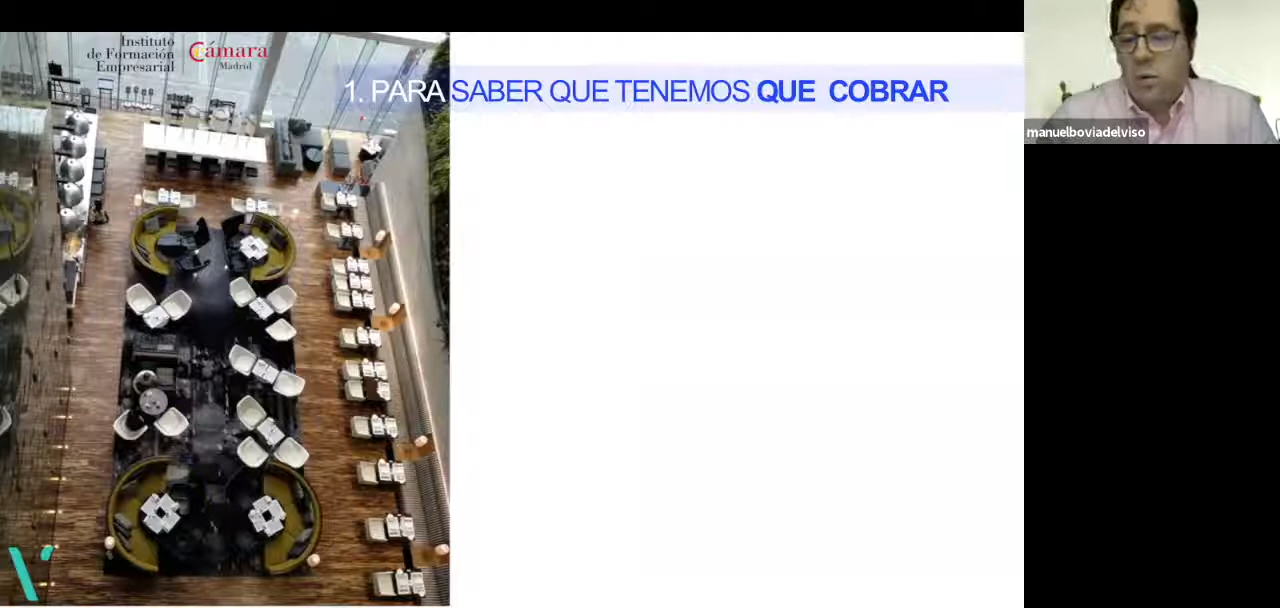 Instituto
de Formación
Empresarial
Cámara
Madrid
1. PARA SABER QUE TENEMOS QUE COBRAR
manuelboviadelviso